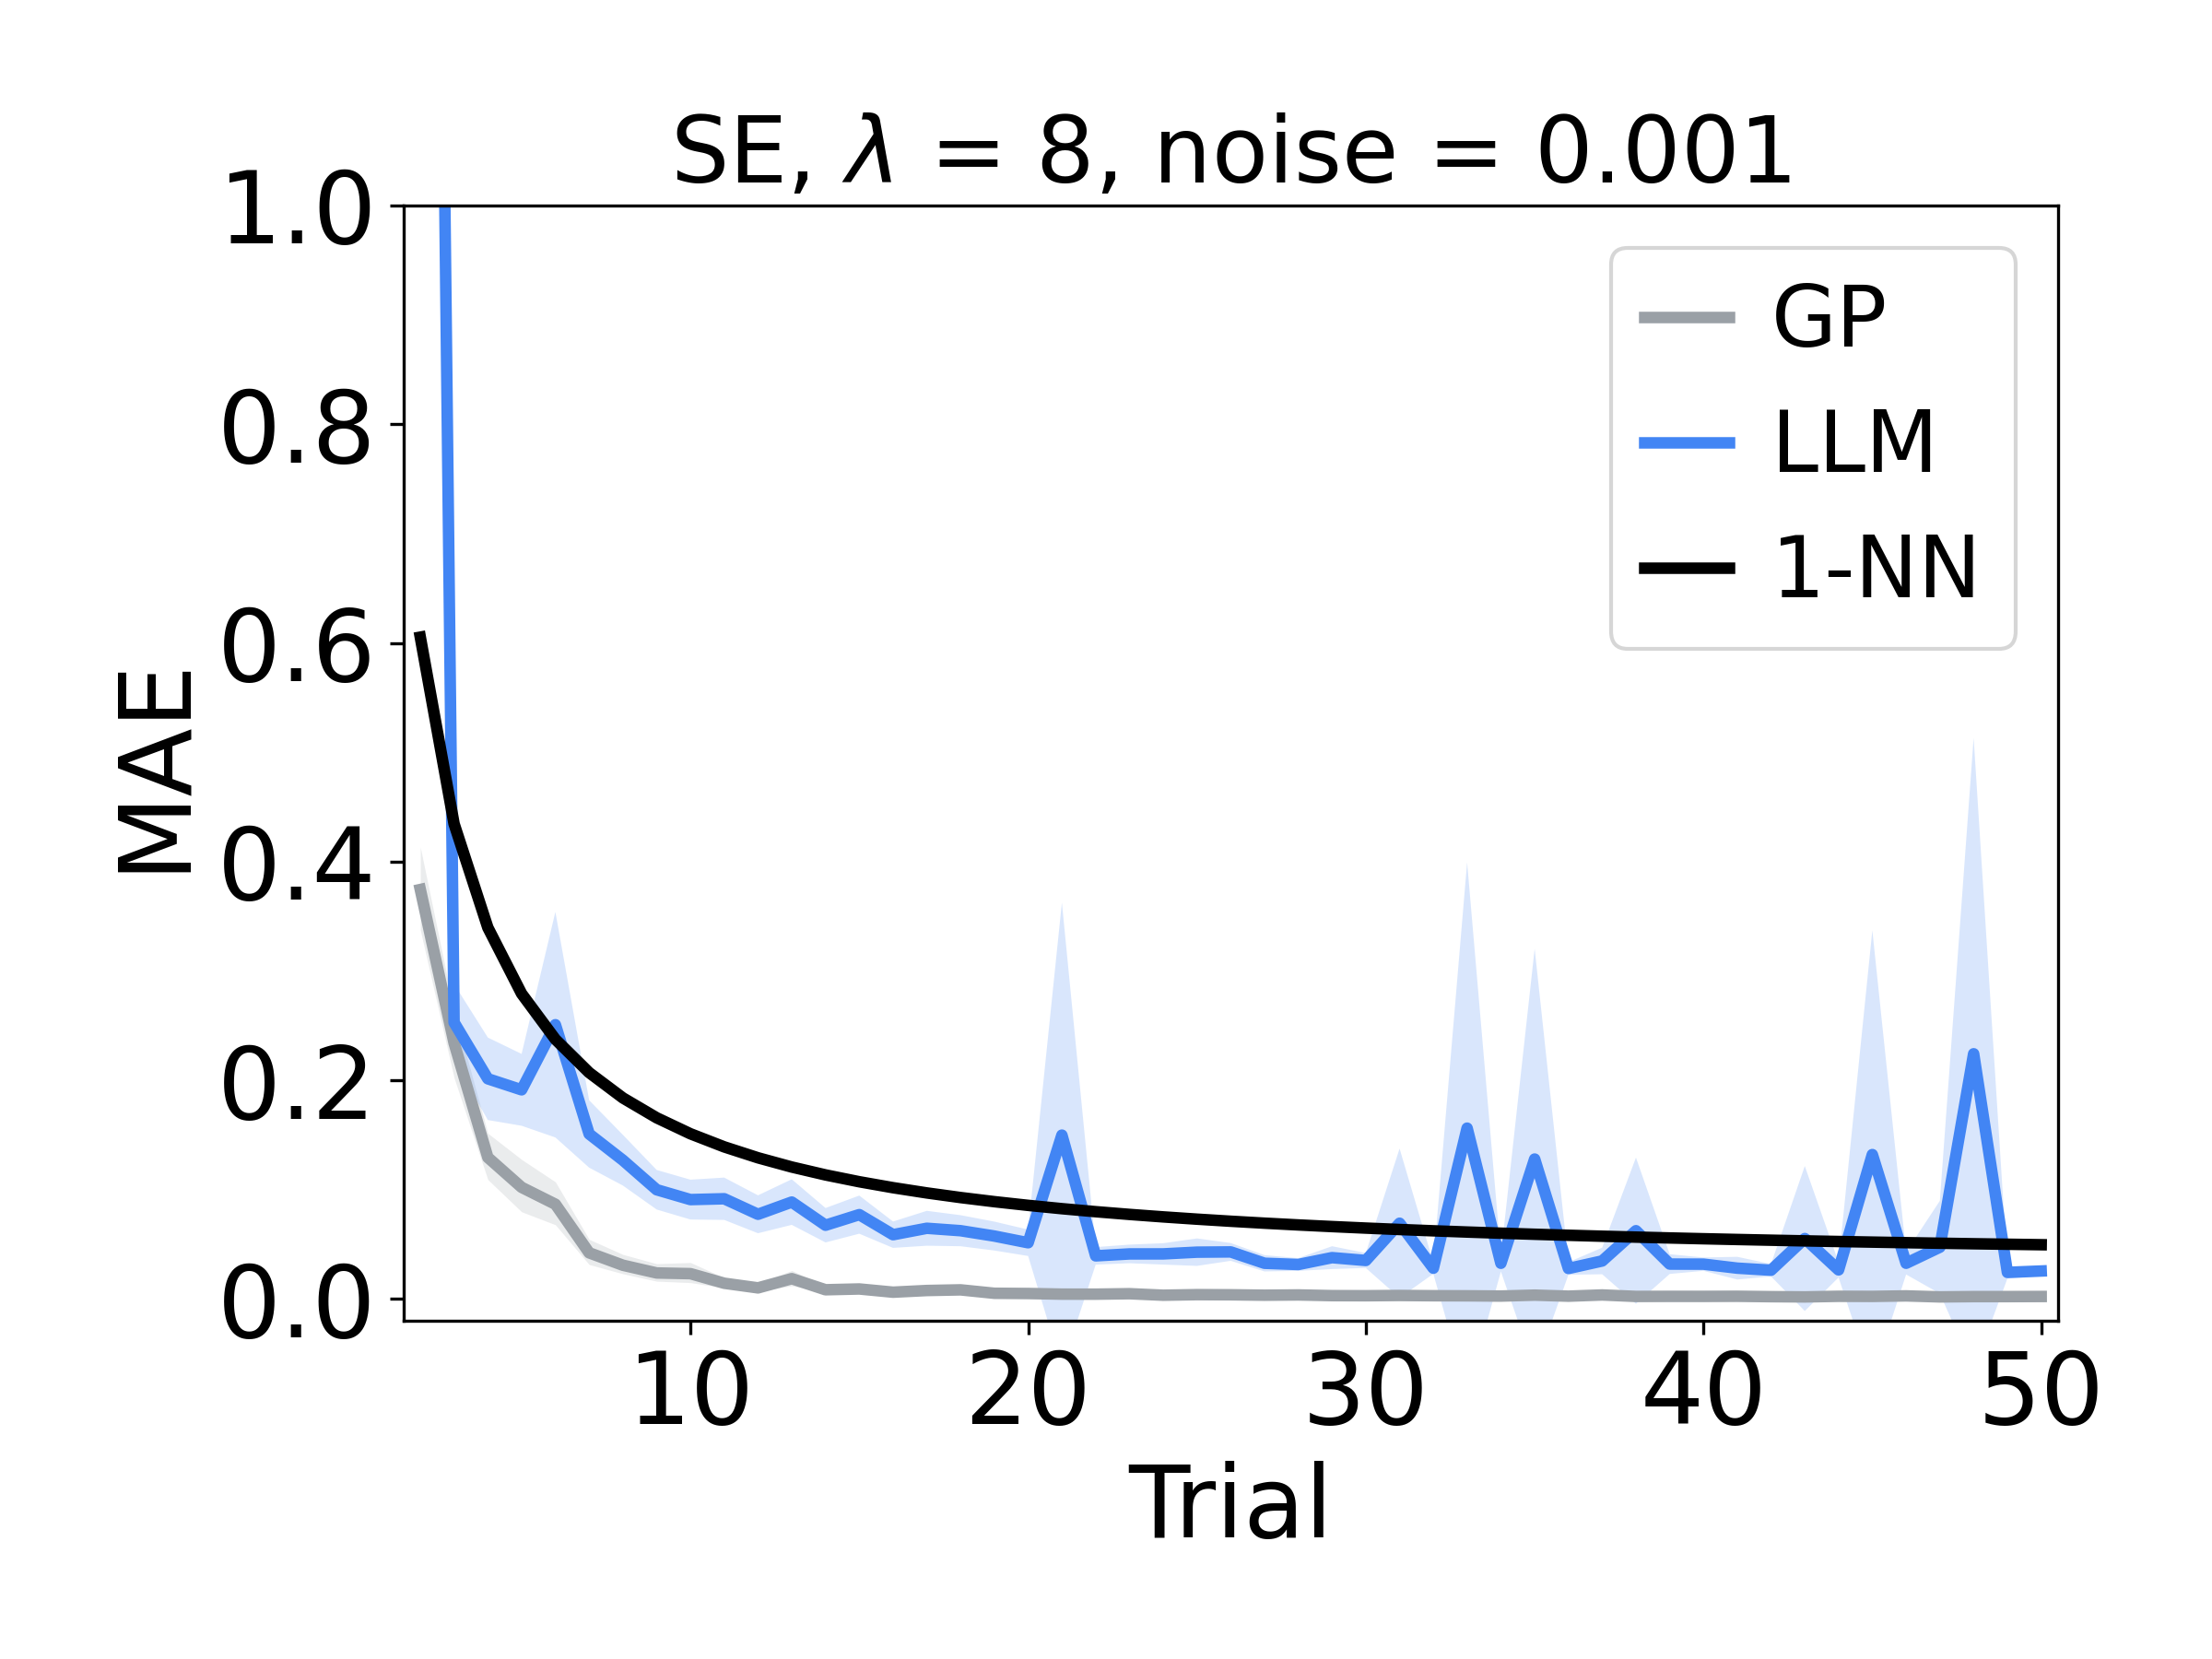 SE, λ = 8, noise = 0.001
1.0
0.8
0.6
0.4
0.2
0.0
MAE
GP
LLM
1-NN
10 20 30 40 50
Trial